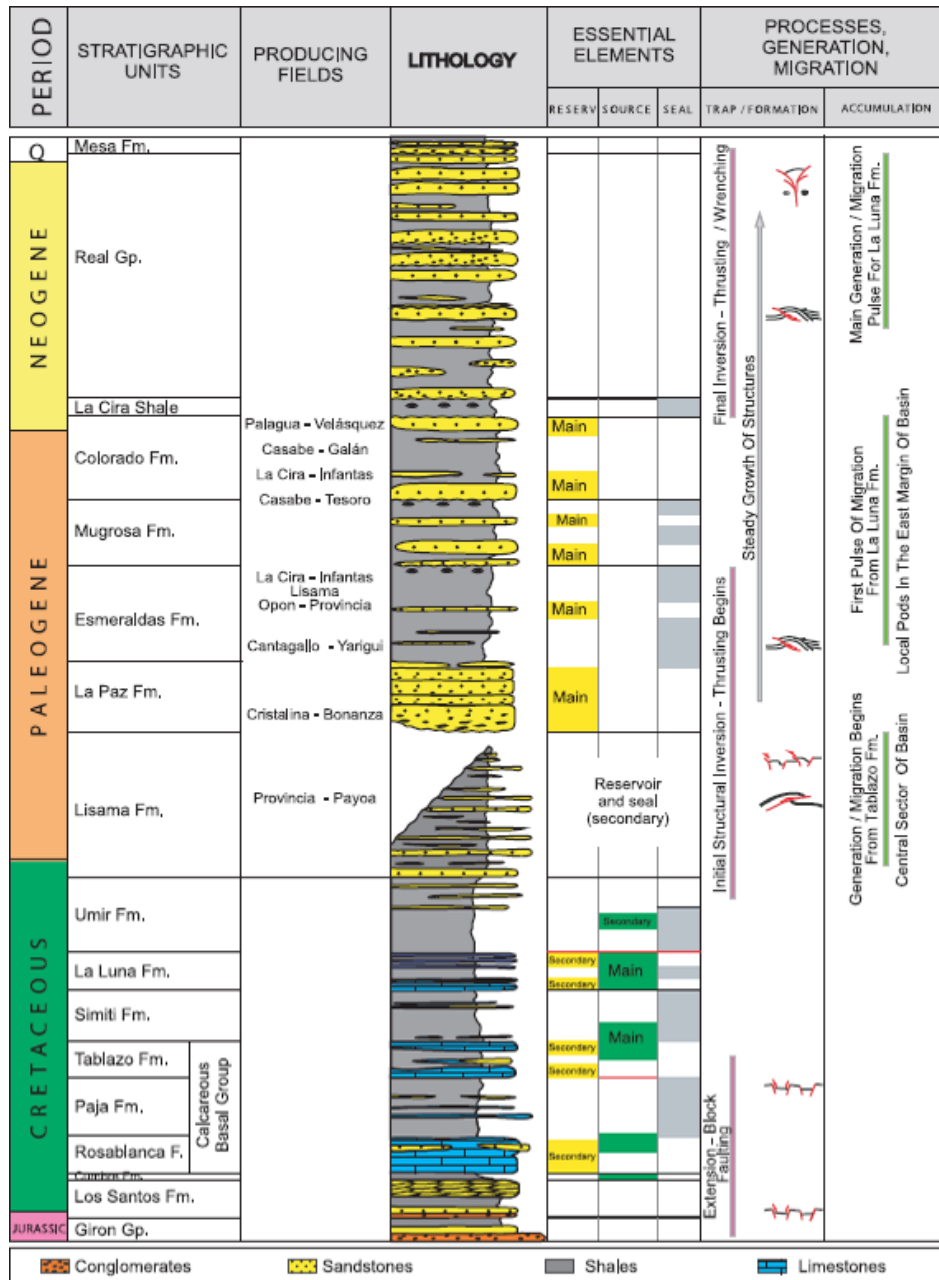 PERIOD
STRATIGRAPHIC
UNITS
PRODUCING
FIELDS
LITHOLOGY
ESSENTIAL
ELEMENTS
RESERV
SOURCE
SEAL
PROCESSES,
GENERATION,
MIGRATION
TRAP / FORMATION
ACCUMULATION
Q
NEOGENE
PALEOGENE
CRETACEOUS
JURASSIC
Mesa Fm.
Real Gp.
La Cira Shale
Colorado Fm.
Mugrosa Fm.
Esmeraldas Fm.
La Paz Fm.
Lisama Fm.
Umir Fm.
La Luna Fm.
Simiti Fm.
Tablazo Fm.
Paja Fm.
Rosablanca F.
Calcareous
Basal Group
Los Santos Fm.
Giron Gp.
Palagua - Velásquez
Casabe - Galán
La Cira - Infantas
Casabe - Tesoro
La Cira - Infantas
Lisama
Opon - Provincia
Cantagallo - Yarigui
Cristalina - Bonanza
Provincia - Payoa
Main
Main
Main
Main
Main
Main
Reservoir
and seal
(secondary)
Secondary
Secondary
Main
Secondary
Main
Secondary
Secondary
Secondary
Final Inversion - Thrusting / Wrenching
Steady Growth Of Structures
Initial Structural Inversion - Thrusting Begins
Extension - Block
Faulting
Main Generation / Migration
Pulse For La Luna Fm.
First Pulse Of Migration
From La Luna Fm.
Local Pods In The East Margin Of Basin
Generation / Migration Begins
From Tablazo Fm.
Central Sector Of Basin
Conglomerates
Sandstones
Shales
Limestones